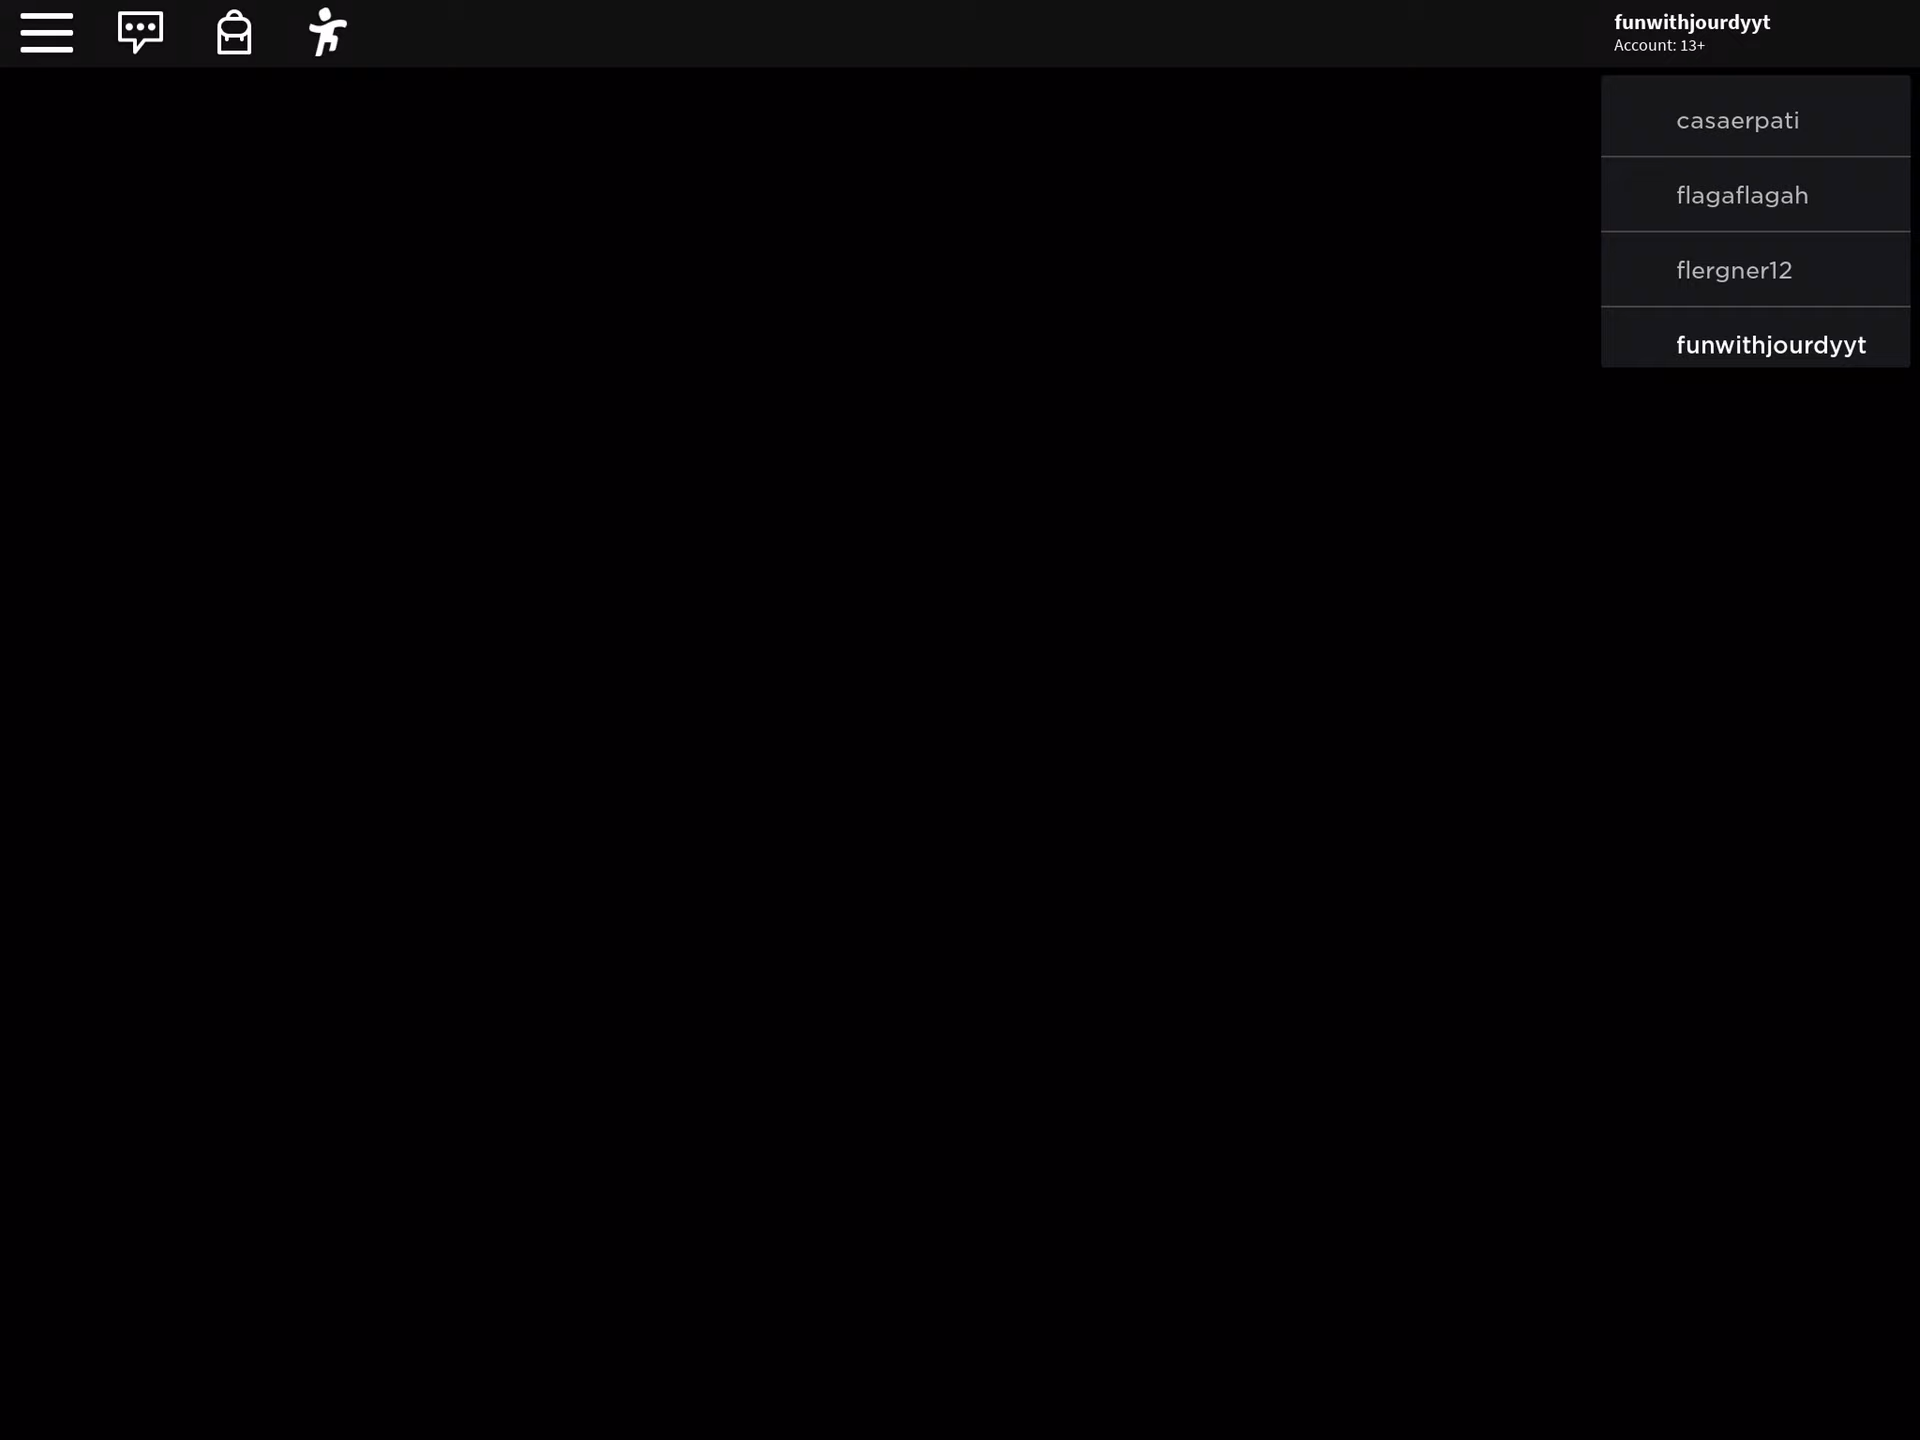 funwithjourdyyt
Account: 13+
casaerpati
flagaflagah
flergner12
funwithjourdyyt